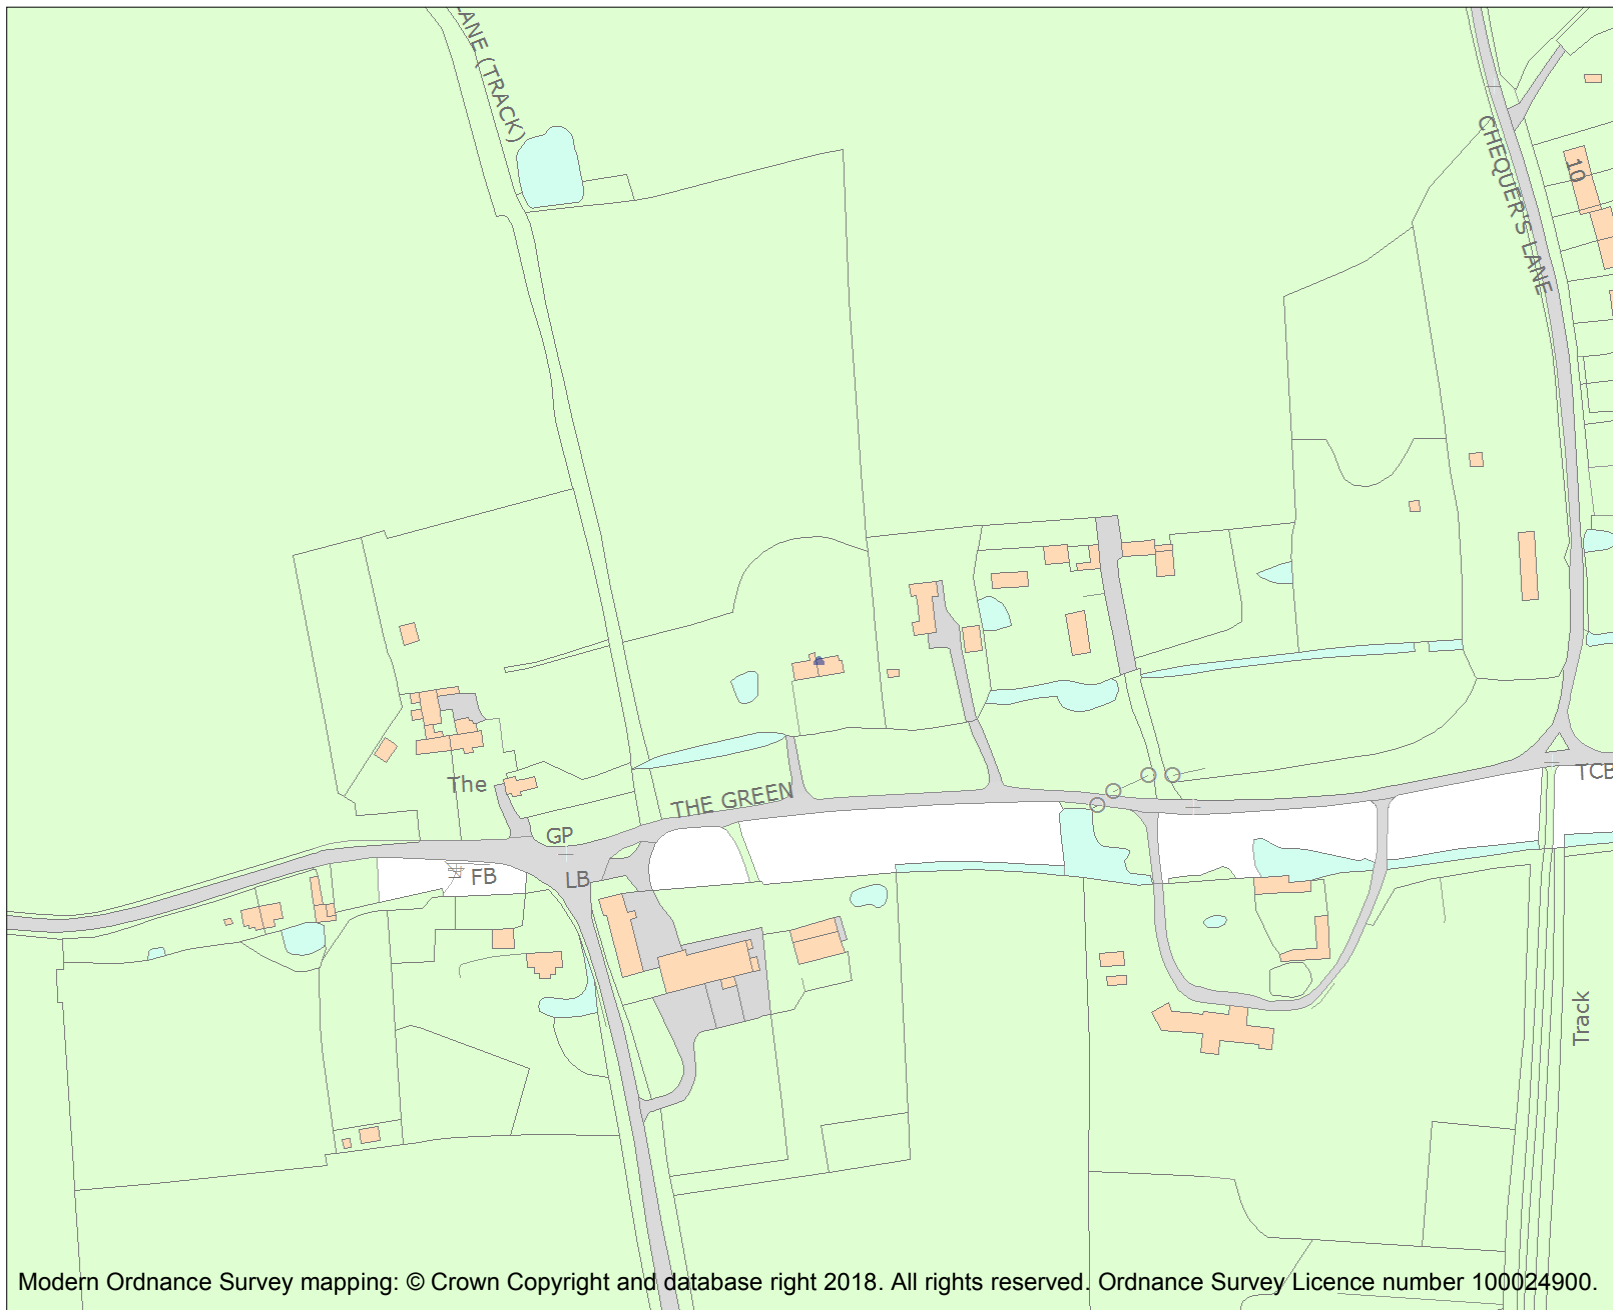 LANE (TRACK)
CHEQUER'S LANE
10
The
THE GREEN
TCB
GP
FB
LB
Track
Modern Ordnance Survey mapping: © Crown Copyright and database right 2018. All rights reserved. Ordnance Survey Licence number 100024900.